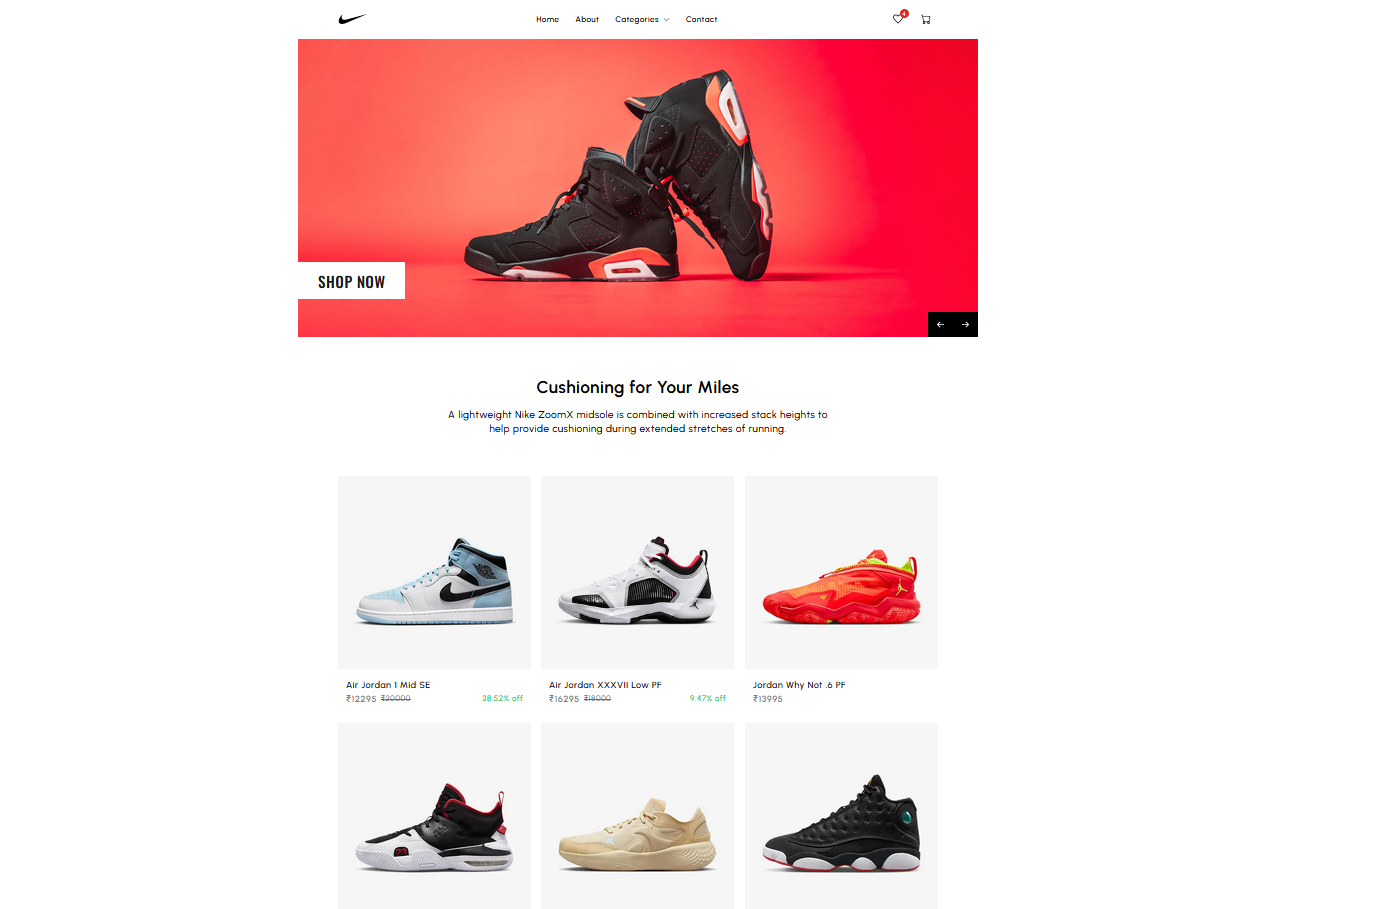 Home About Categories Contact
4
SHOP NOW
Cushioning for Your Miles
A lightweight Nike ZoomX midsole is combined with increased stack heights to
help provide cushioning during extended stretches of running.
Air Jordan 1 Mid SE
₹12295 ₹20000 38.52% off
Air Jordan XXXVII Low PF
₹16295 ₹18000 9.47% off
Jordan Why Not .6 PF
₹13995